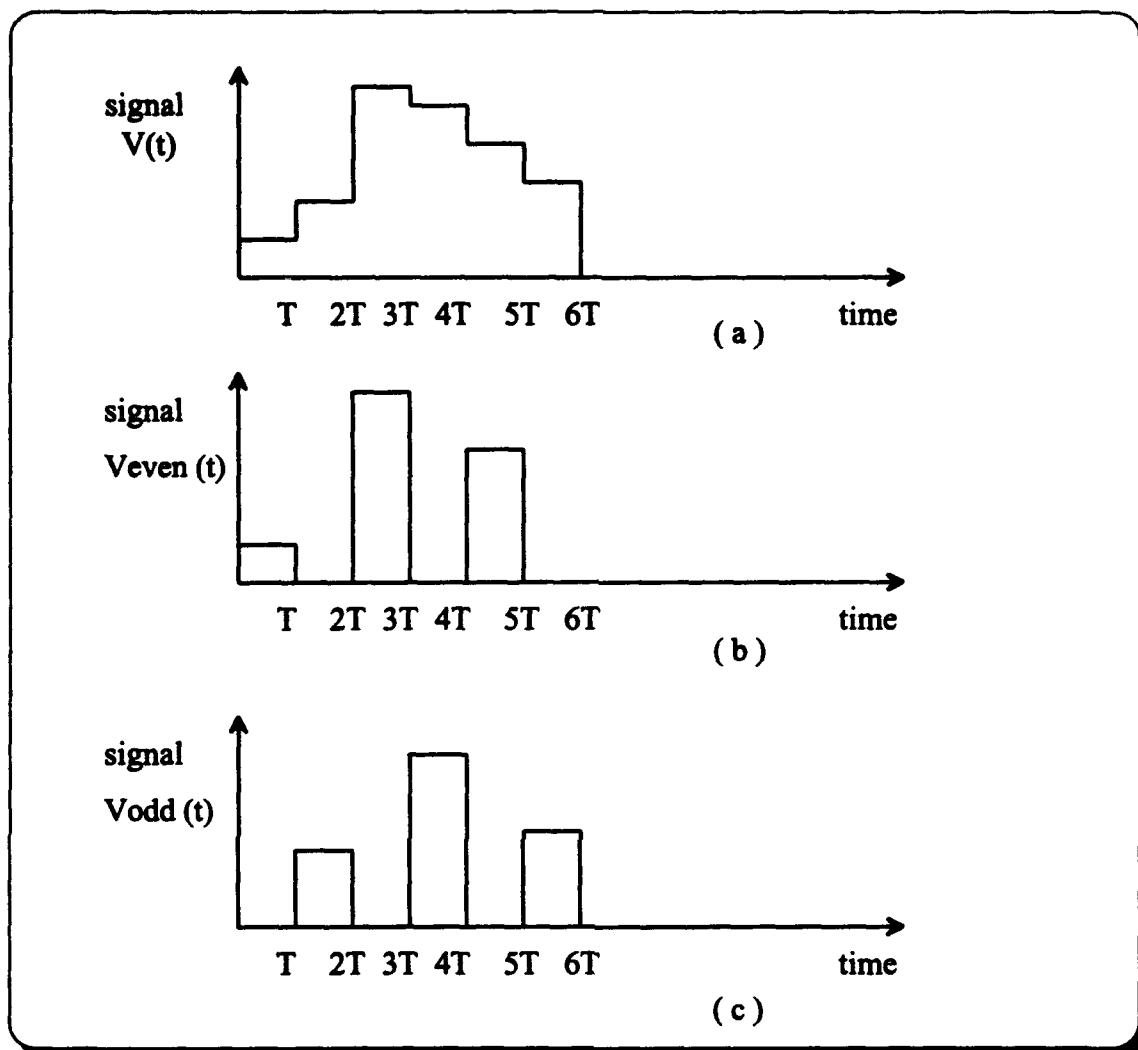 signal
V(t)
T 2T 3T 4T 5T 6T time
( a )
signal
Veven (t)
T 2T 3T 4T 5T 6T time
( b )
signal
Vodd (t)
T 2T 3T 4T 5T 6T time
( c )